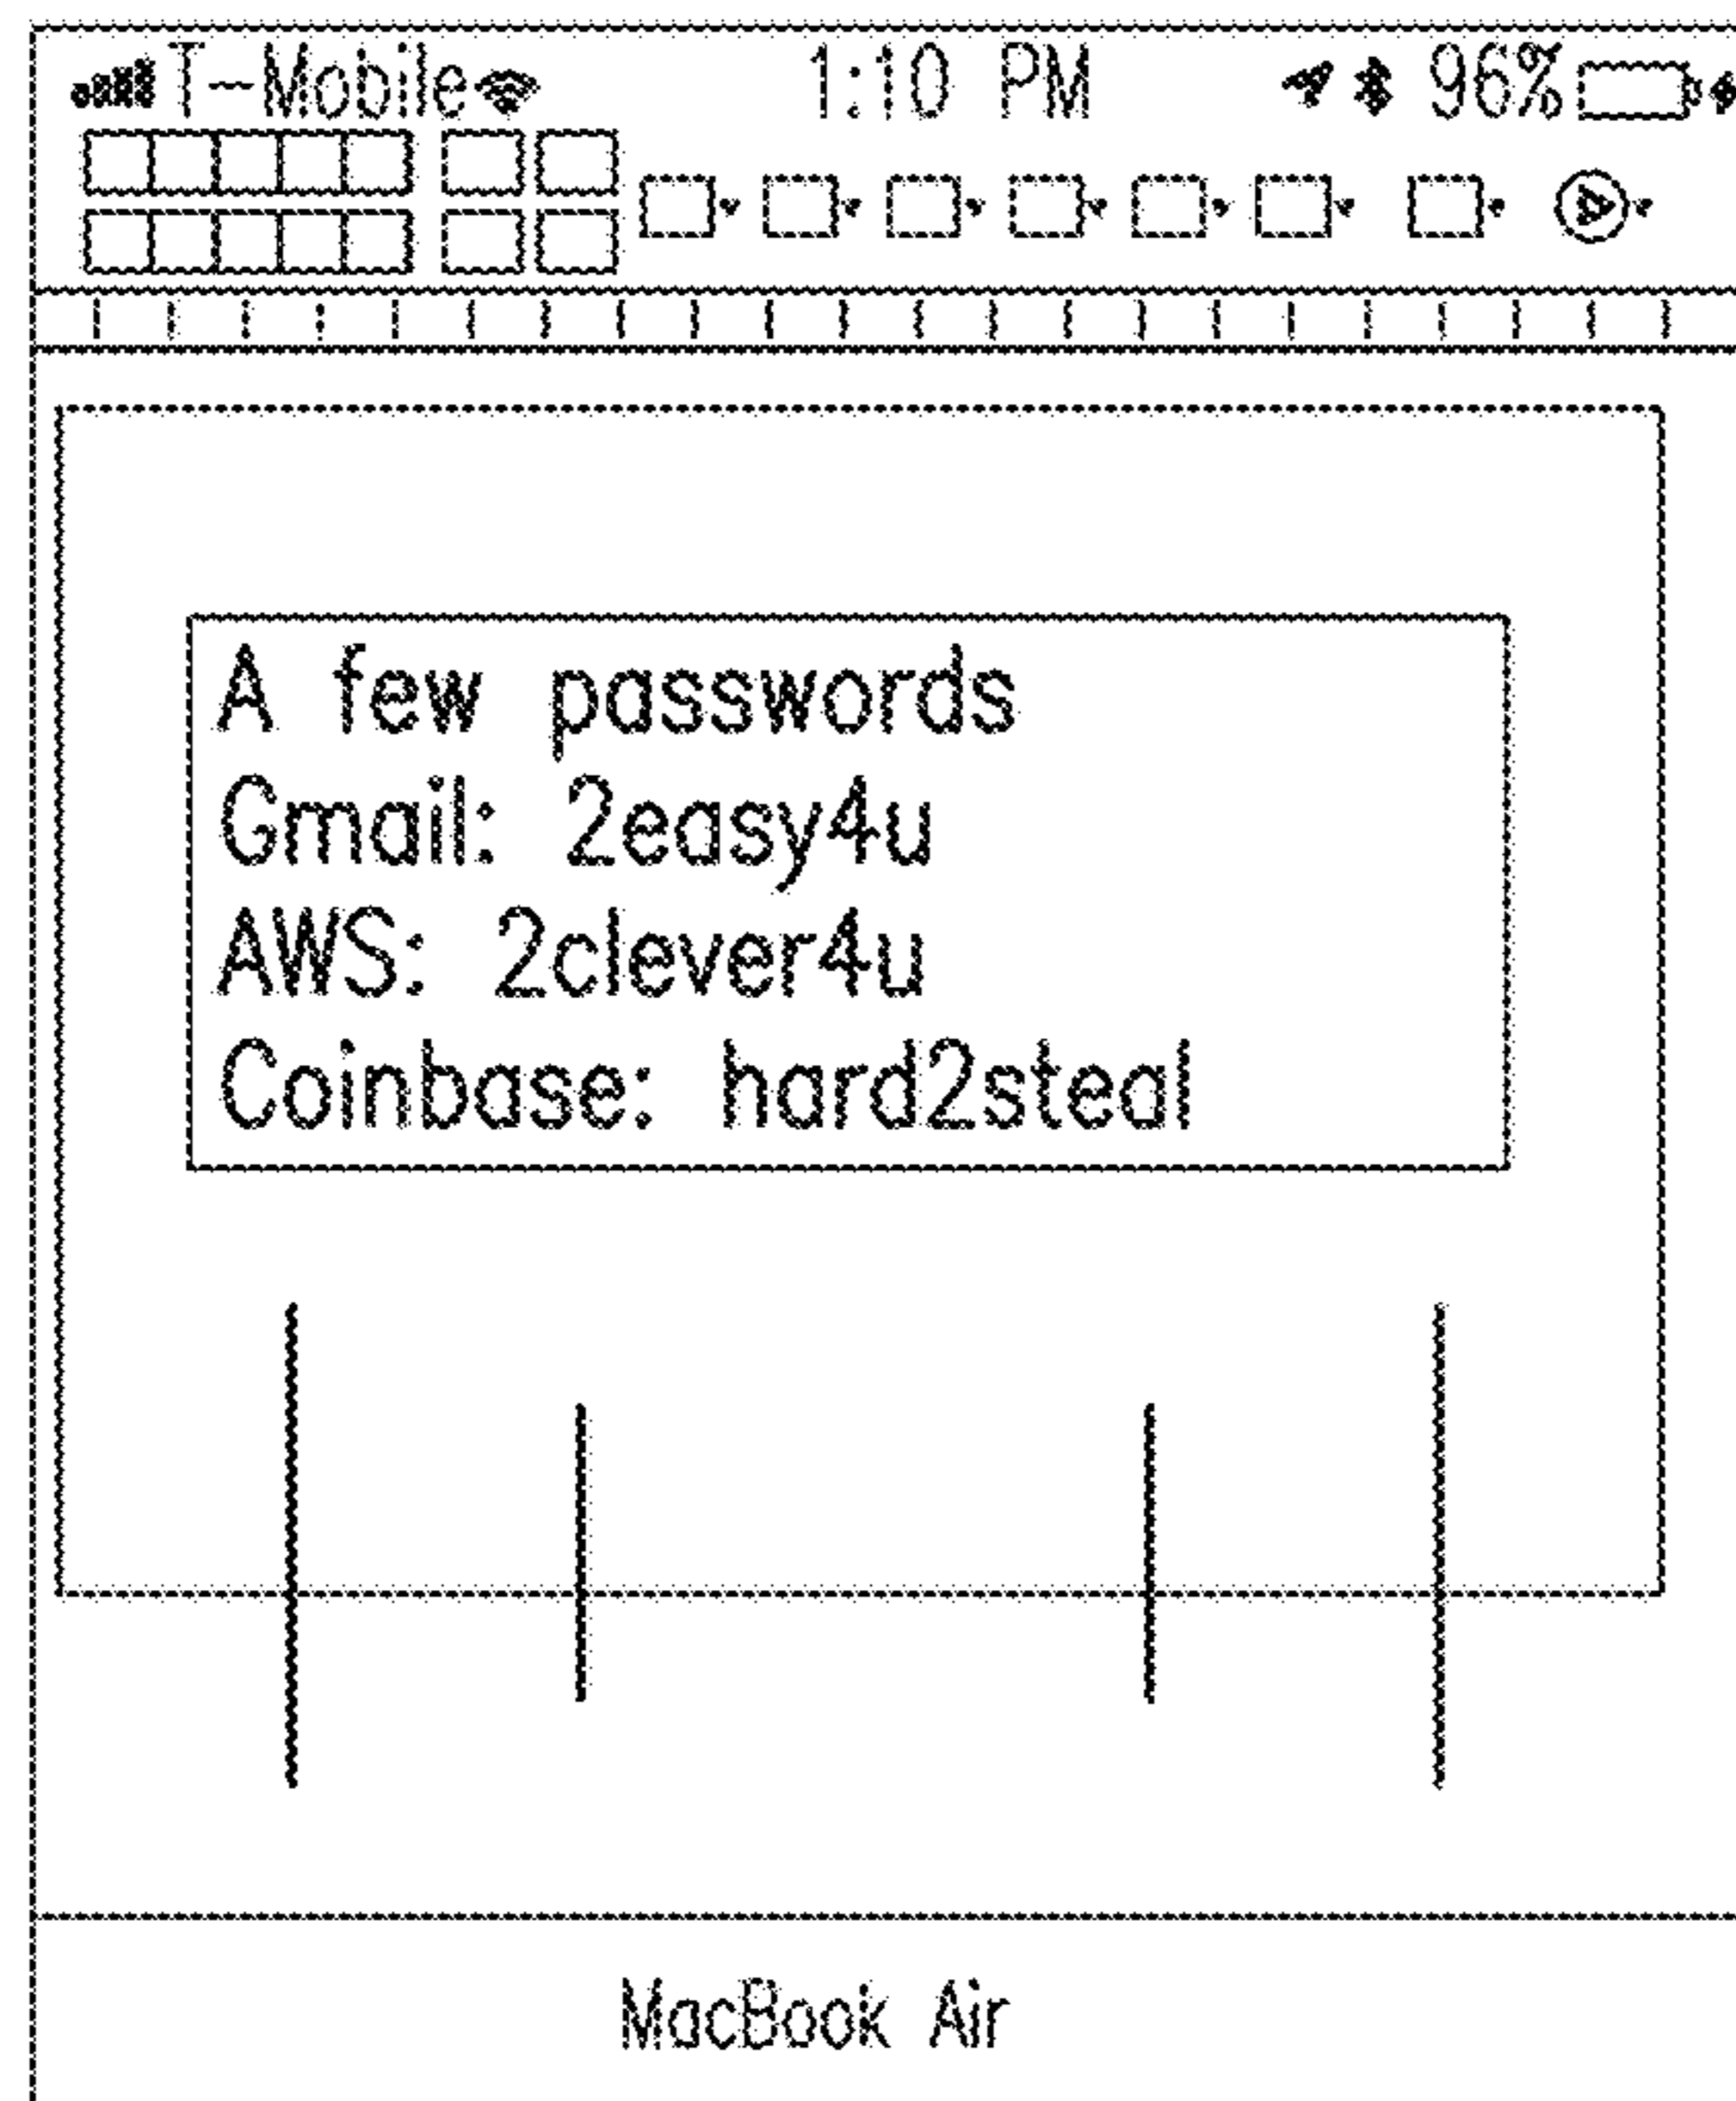 T-Mobile 1:10 PM 96%
A few passwords
Gmail: 2easy4u
AWS: 2clever4u
Coinbase: hard2steal
MacBook Air